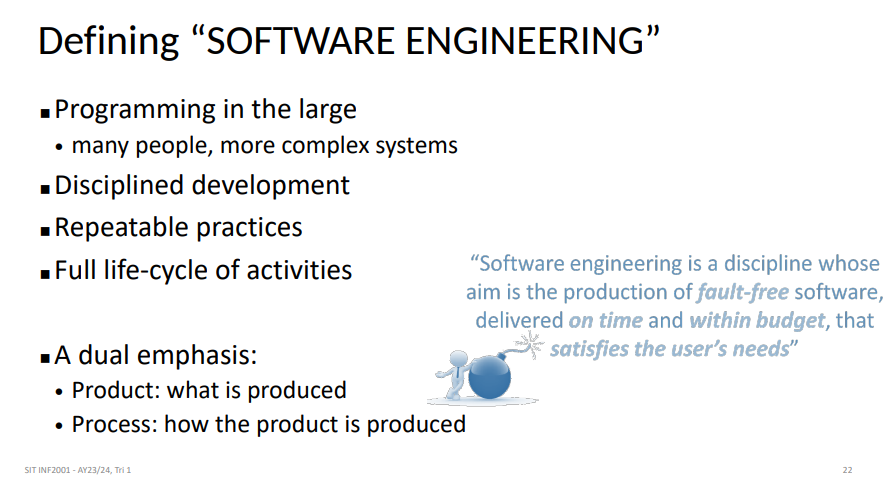 Defining “SOFTWARE ENGINEERING”
▪Programming in the large
• many people, more complex systems
▪Disciplined development
▪Repeatable practices
▪Full life-cycle of activities
▪A dual emphasis:
• Product: what is produced
• Process: how the product is produced
“Software engineering is a discipline whose
aim is the production of fault-free software,
delivered on time and within budget, that
satisfies the user’s needs”
SIT INF2001 - AY23/24, Tri 1
22